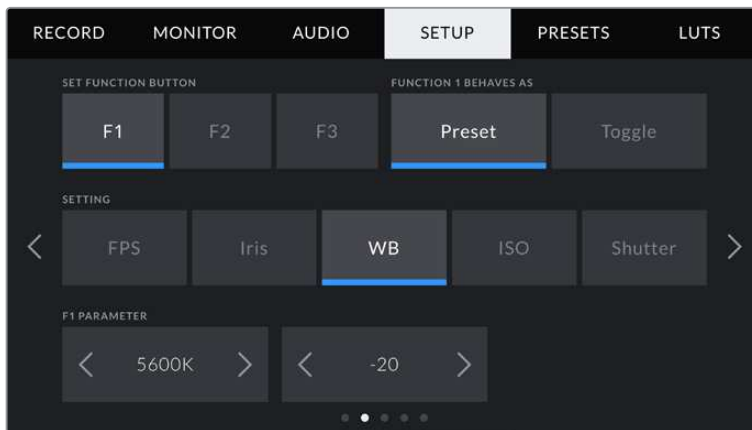 RECORD MONITOR AUDIO SETUP PRESETS LUTS
SET FUNCTION BUTTON FUNCTION 1 BEHAVES AS
F1 F2 F3 Preset Toggle
SETTING
FPS Iris WB ISO Shutter
F1 PARAMETER
5600K -20